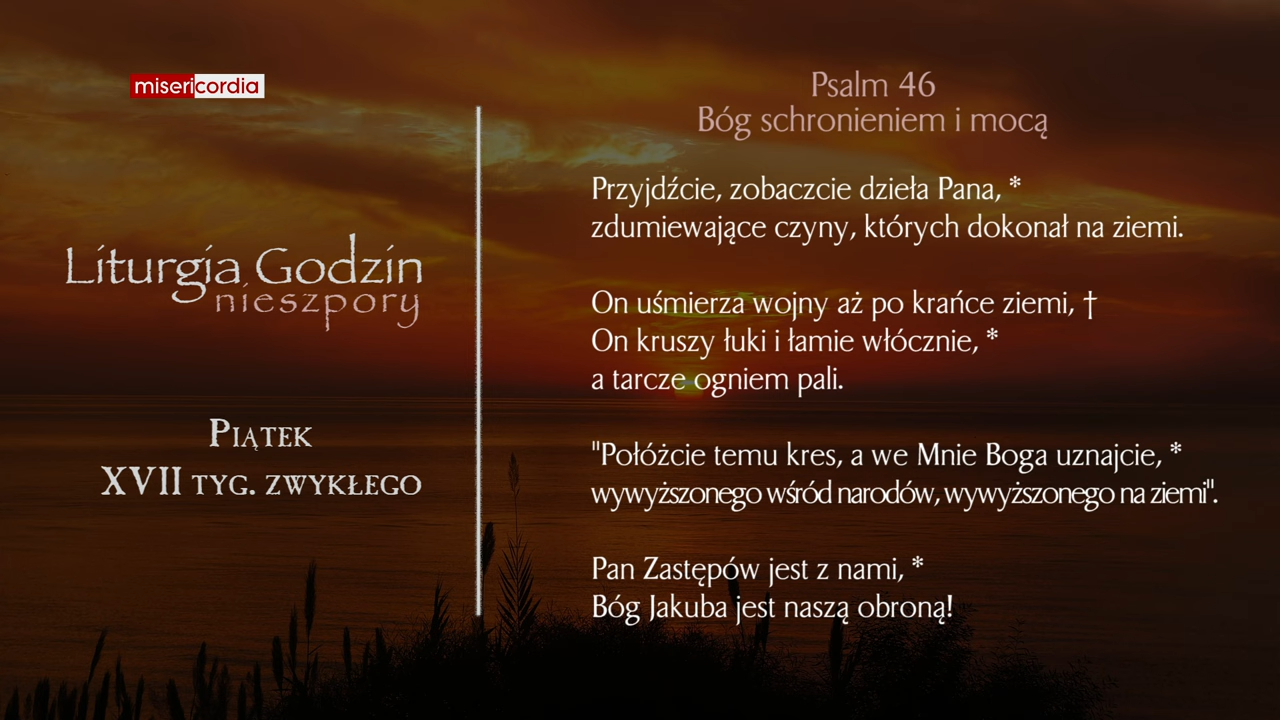 misericordia
Liturgia Godzin
nieszpory
Piątek
XVII tyg. zwykłego
Psalm 46
Bóg schronieniem i mocą
Przyjdźcie, zobaczcie dzieła Pana, *
zdumiewające czyny, których dokonał na ziemi.
On uśmierza wojny aż po krańce ziemi, †
On kruszy łuki i łamie włócznie, *
a tarcze ogniem pali.
"Połóżcie temu kres, a we Mnie Boga uznajcie, *
wywyższonego wśród narodów, wywyższonego na ziemi".
Pan Zastępów jest z nami, *
Bóg Jakuba jest naszą obroną!